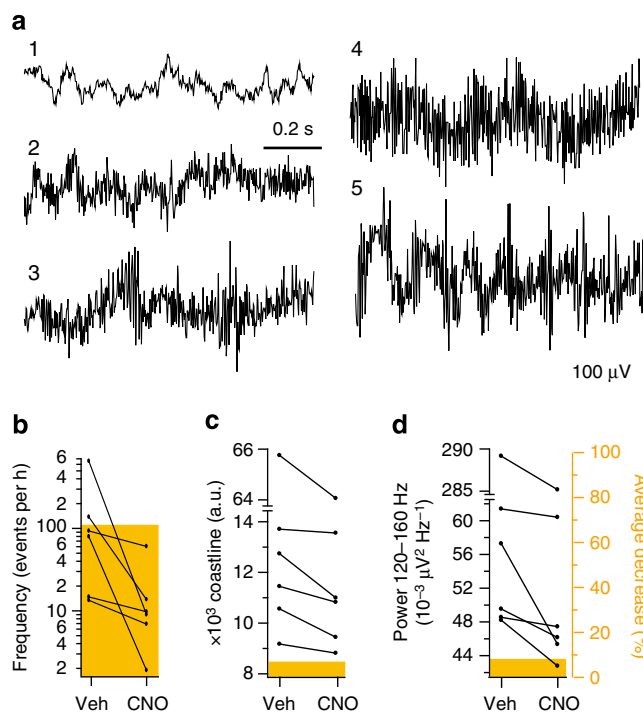 a
1
2
3
4
5
0.2 s
100 μV
b
Frequency (events per h)
6
4
2
100
6
4
2
10
6
4
2
Veh CNO
c
×10³ coastline (a.u.)
66
64
14
12
10
8
Veh CNO
d
Power 120–160 Hz
(10⁻³ μV² Hz⁻¹)
290
285
60
56
52
48
44
Veh CNO
100
80
60
40
20
0
Average decrease (%)